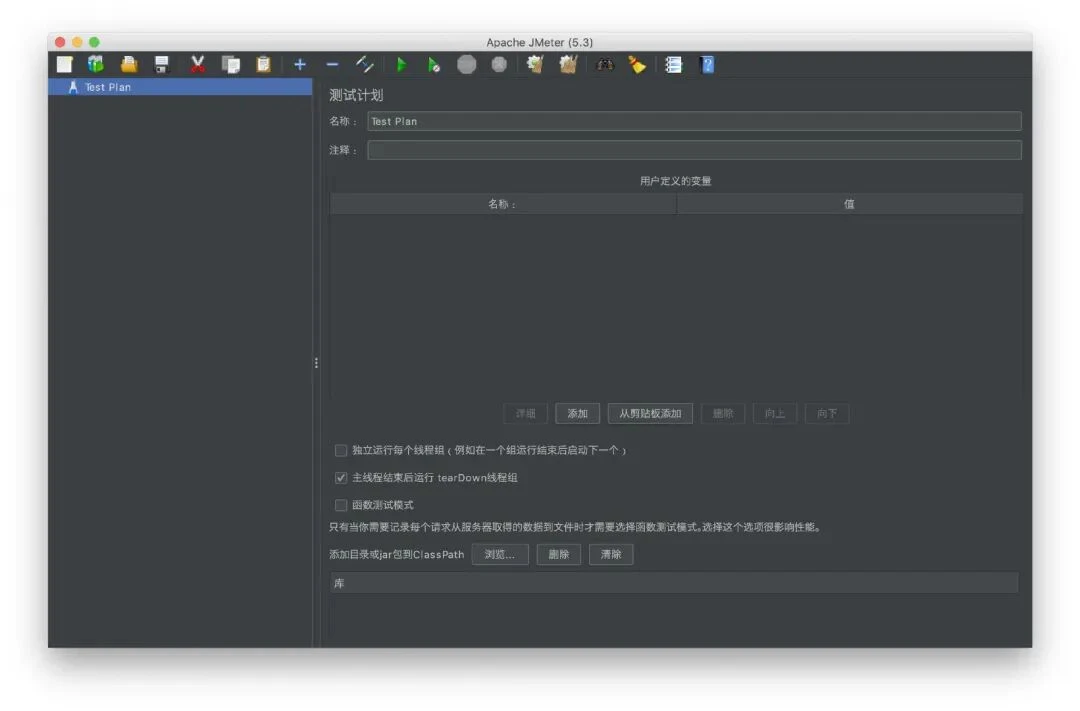 Apache JMeter (5.3)
Test Plan
测试计划
名称：
Test Plan
注释：
用户定义的变量
名称：
值
详细
添加
从剪贴板添加
删除
向上
向下
独立运行每个线程组（例如在一个组运行结束后启动下一个）
主线程结束后运行 tearDown线程组
函数测试模式
只有当你需要记录每个请求从服务器取得的数据到文件时才需要选择函数测试模式。选择这个选项很影响性能。
添加目录或jar包到ClassPath
浏览...
删除
清除
库